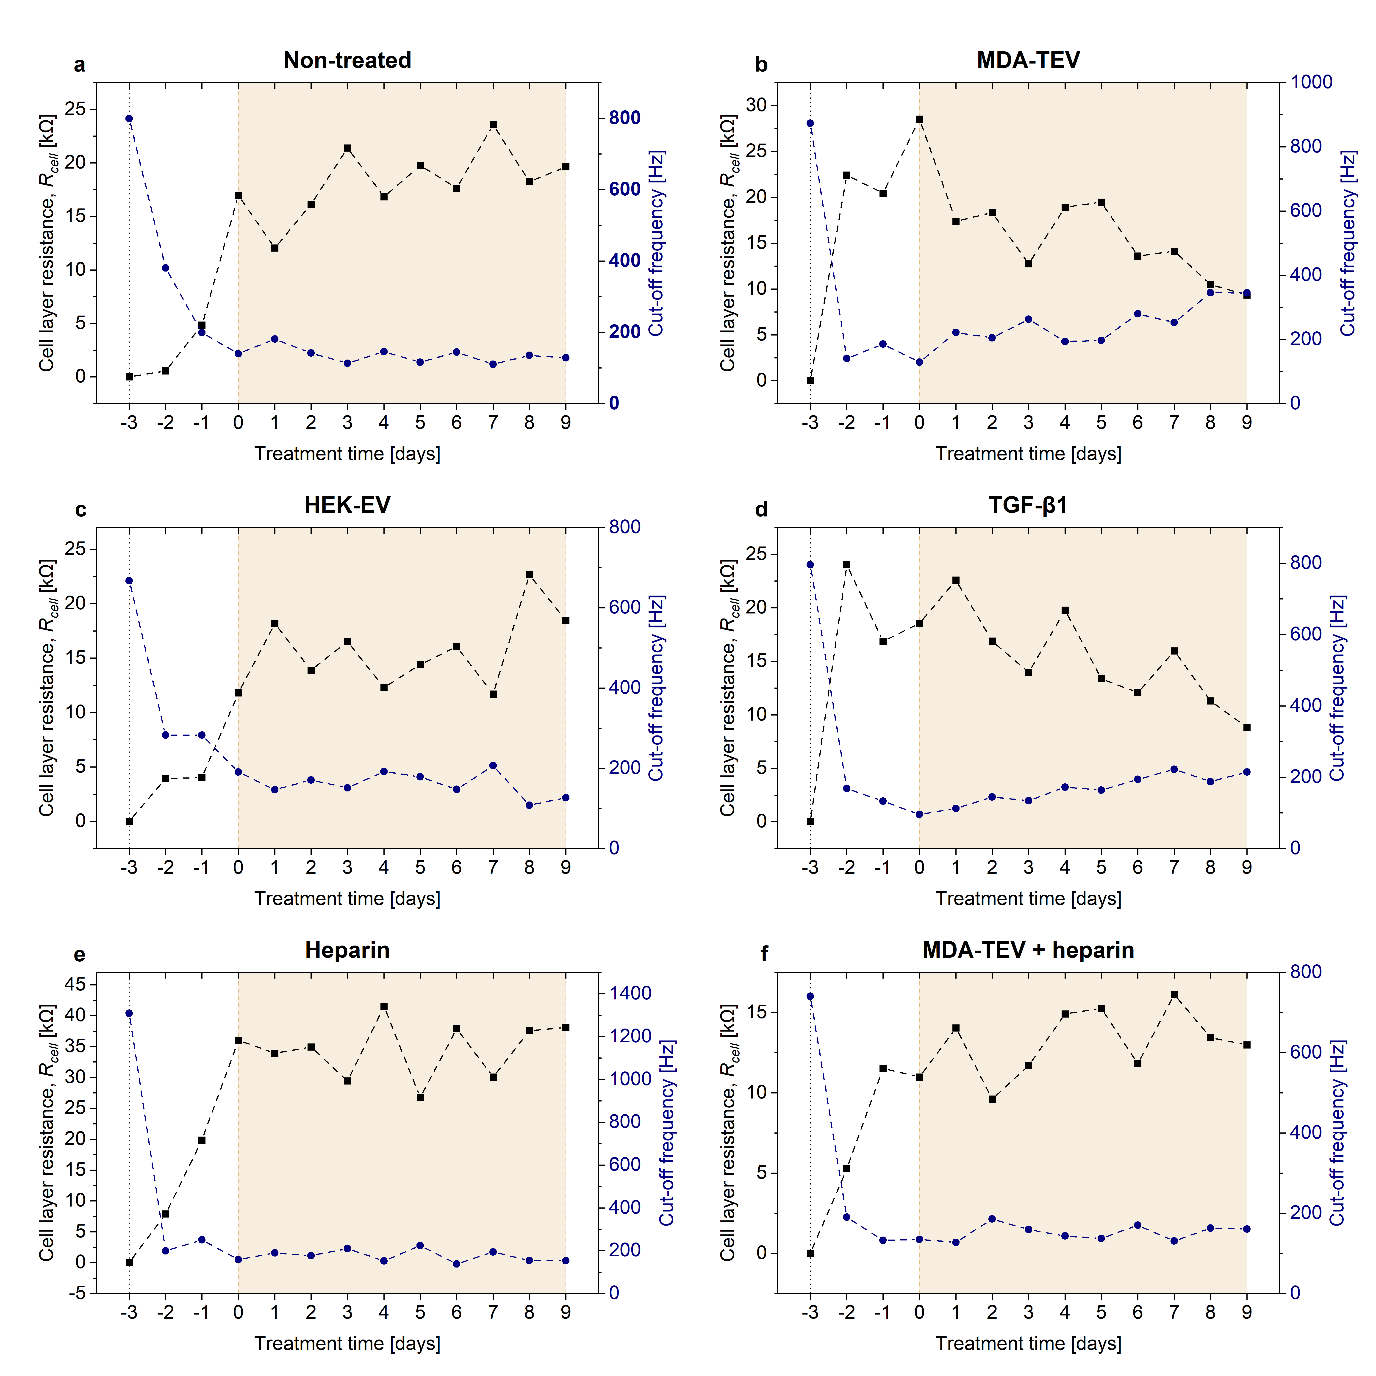 a
Non-treated
25
20
15
10
5
0
Cell layer resistance, Rcell [kΩ]
800
600
400
200
0
Cut-off frequency [Hz]
-3 -2 -1 0 1 2 3 4 5 6 7 8 9
Treatment time [days]
b
MDA-TEV
30
25
20
15
10
5
0
Cell layer resistance, Rcell [kΩ]
1000
800
600
400
200
0
Cut-off frequency [Hz]
-3 -2 -1 0 1 2 3 4 5 6 7 8 9
Treatment time [days]
c
HEK-EV
25
20
15
10
5
0
Cell layer resistance, Rcell [kΩ]
800
600
400
200
0
Cut-off frequency [Hz]
-3 -2 -1 0 1 2 3 4 5 6 7 8 9
Treatment time [days]
d
TGF-β1
25
20
15
10
5
0
Cell layer resistance, Rcell [kΩ]
800
600
400
200
0
Cut-off frequency [Hz]
-3 -2 -1 0 1 2 3 4 5 6 7 8 9
Treatment time [days]
e
Heparin
45
40
35
30
25
20
15
10
5
0
-5
Cell layer resistance, Rcell [kΩ]
1400
1200
1000
800
600
400
200
0
Cut-off frequency [Hz]
-3 -2 -1 0 1 2 3 4 5 6 7 8 9
Treatment time [days]
f
MDA-TEV + heparin
15
10
5
0
Cell layer resistance, Rcell [kΩ]
800
600
400
200
0
Cut-off frequency [Hz]
-3 -2 -1 0 1 2 3 4 5 6 7 8 9
Treatment time [days]